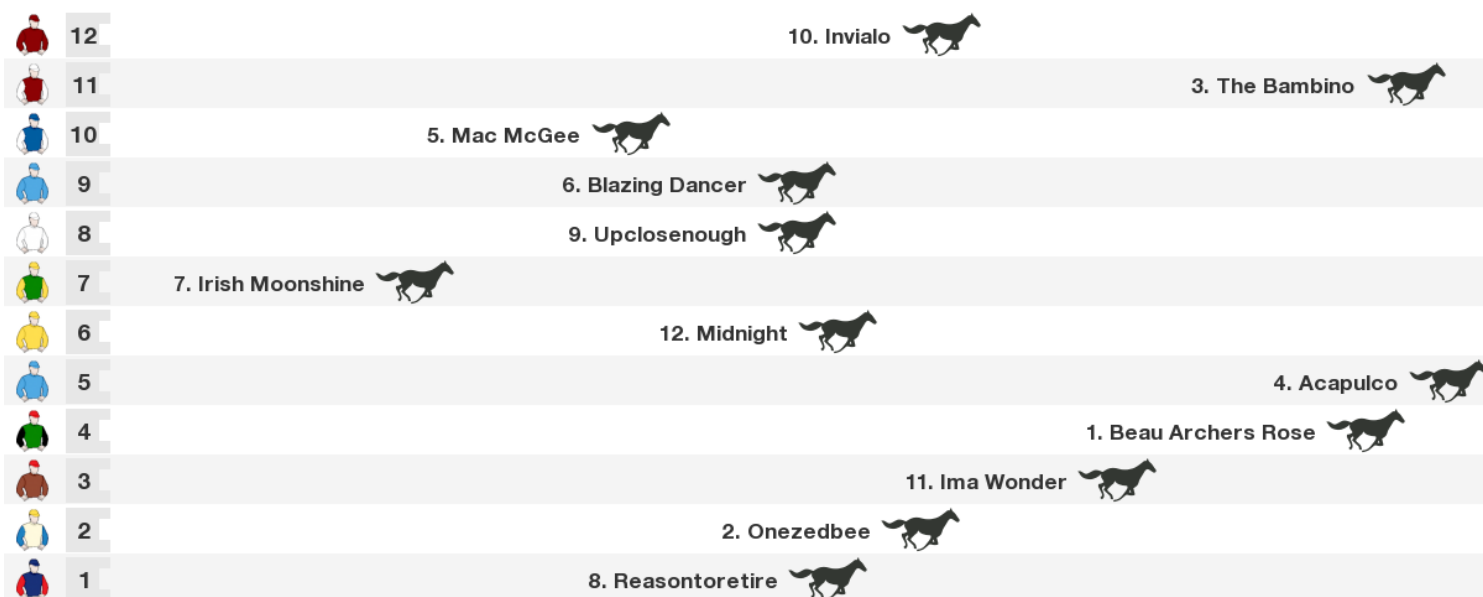 12 10. Invialo
11 3. The Bambino
10 5. Mac McGee
9 6. Blazing Dancer
8 9. Upclosenough
7 7. Irish Moonshine
6 12. Midnight
5 4. Acapulco
4 1. Beau Archers Rose
3 11. Ima Wonder
2 2. Onezedbee
1 8. Reasontoretire